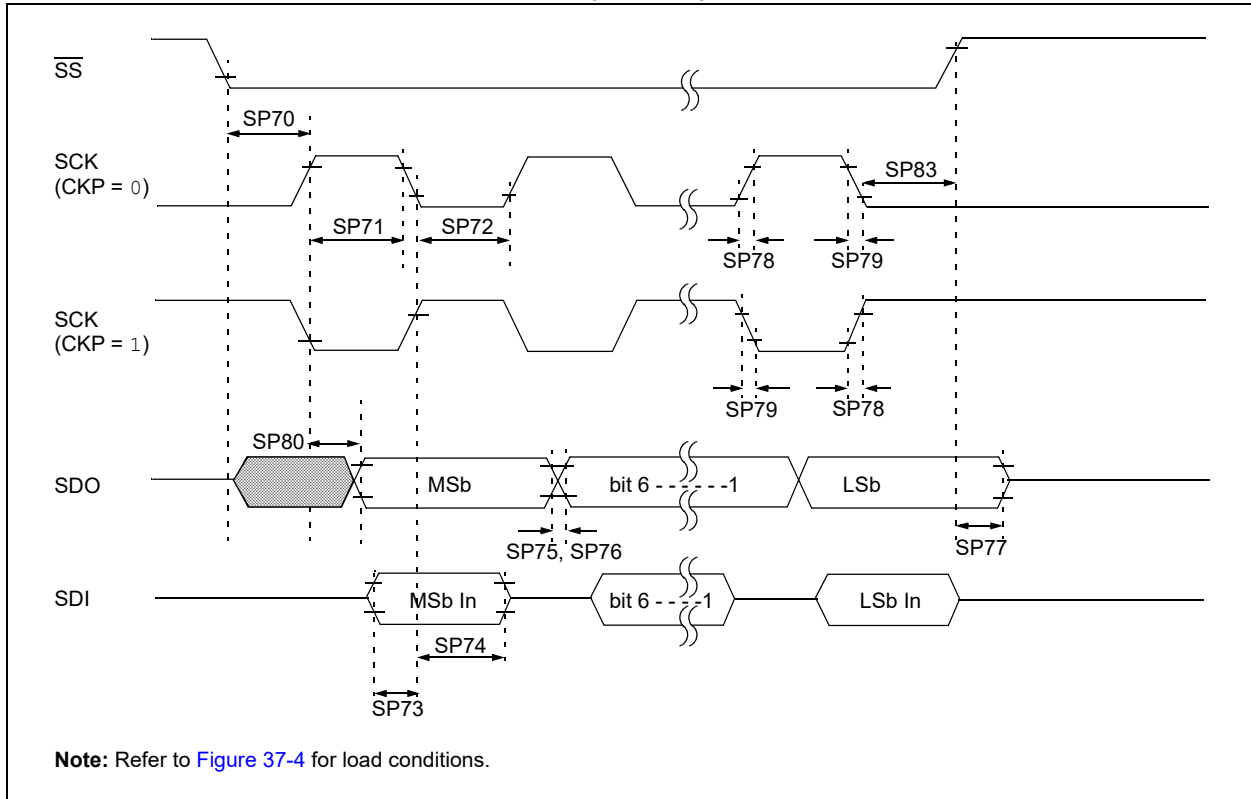 SS
SP70
SCK
(CKP = 0)
SP83
SP71
SP72
SP78
SP79
SCK
(CKP = 1)
SP79
SP78
SP80
SDO
MSb
bit 6 - - - - - -1
LSb
SP75, SP76
SP77
SDI
MSb In
bit 6 - - - -1
LSb In
SP74
SP73
Note: Refer to Figure 37-4 for load conditions.